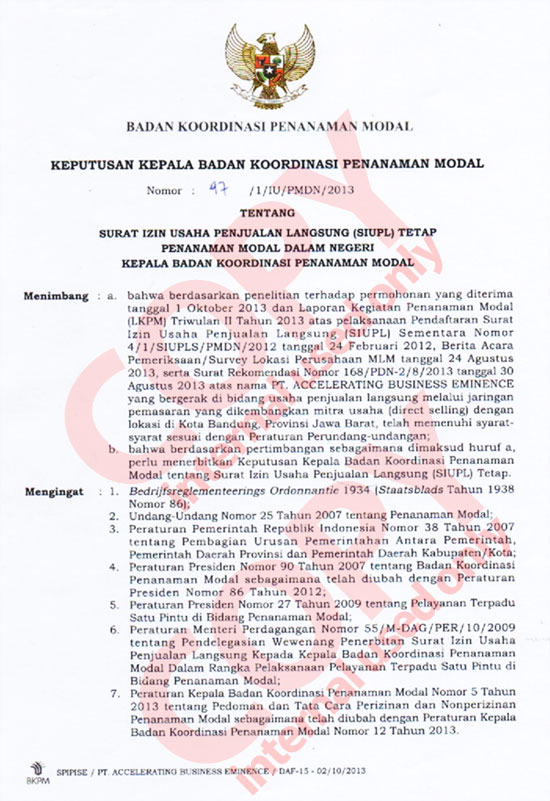 BADAN KOORDINASI PENANAMAN MODAL
KEPUTUSAN KEPALA BADAN KOORDINASI PENANAMAN MODAL
Nomor : 97 /1/IU/PMDN/2013
TENTANG
SURAT IZIN USAHA PENJUALAN LANGSUNG (SIUPL) TETAP
PENANAMAN MODAL DALAM NEGERI
KEPALA BADAN KOORDINASI PENANAMAN MODAL
Menimbang : a. bahwa berdasarkan penelitian terhadap permohonan yang diterima
tanggal 1 Oktober 2013 dan Laporan Kegiatan Penanaman Modal
(LKPM) Triwulan II Tahun 2013 atas pelaksanaan Pendaftaran Surat
Izin Usaha Penjualan Langsung (SIUPL) Sementara Nomor
4/1/SIUPLS/PMDN/2012 tanggal 24 Februari 2012, Berita Acara
Pemeriksaan/Survey Lokasi Perusahaan MLM tanggal 24 Agustus
2013, serta Surat Rekomendasi Nomor 168/PDN-2/8/2013 tanggal 30
Agustus 2013 atas nama PT. ACCELERATING BUSINESS EMINENCE
yang bergerak di bidang usaha penjualan langsung melalui jaringan
pemasaran yang dikembangkan mitra usaha (direct selling) dengan
lokasi di Kota Bandung, Provinsi Jawa Barat, telah memenuhi syarat-
syarat sesuai dengan Peraturan Perundang-undangan;
b. bahwa berdasarkan pertimbangan sebagaimana dimaksud huruf a,
perlu menerbitkan Keputusan Kepala Badan Koordinasi Penanaman
Modal tentang Surat Izin Usaha Penjualan Langsung (SIUPL) Tetap.
Mengingat : 1. Bedrijfsreglementeerings Ordonnantie 1934 (Staatsblads Tahun 1938
Nomor 86);
2. Undang-Undang Nomor 25 Tahun 2007 tentang Penanaman Modal;
3. Peraturan Pemerintah Republik Indonesia Nomor 38 Tahun 2007
tentang Pembagian Urusan Pemerintahan Antara Pemerintah,
Pemerintah Daerah Provinsi dan Pemerintah Daerah Kabupaten/Kota;
4. Peraturan Presiden Nomor 90 Tahun 2007 tentang Badan Koordinasi
Penanaman Modal sebagaimana telah diubah dengan Peraturan
Presiden Nomor 86 Tahun 2012;
5. Peraturan Presiden Nomor 27 Tahun 2009 tentang Pelayanan Terpadu
Satu Pintu di Bidang Penanaman Modal;
6. Peraturan Menteri Perdagangan Nomor 55/M-DAG/PER/10/2009
tentang Pendelegasian Wewenang Penerbitan Surat Izin Usaha
Penjualan Langsung Kepada Kepala Badan Koordinasi Penanaman
Modal Dalam Rangka Pelaksanaan Pelayanan Terpadu Satu Pintu di
Bidang Penanaman Modal;
7. Peraturan Kepala Badan Koordinasi Penanaman Modal Nomor 5 Tahun
2013 tentang Pedoman dan Tata Cara Perizinan dan Nonperizinan
Penanaman Modal sebagaimana telah diubah dengan Peraturan Kepala
Badan Koordinasi Penanaman Modal Nomor 12 Tahun 2013.
BKPM
SPIPISE / PT. ACCELERATING BUSINESS EMINENCE / DAF-15 - 02/10/2013
COPY
internal used only
COPY
internal used only